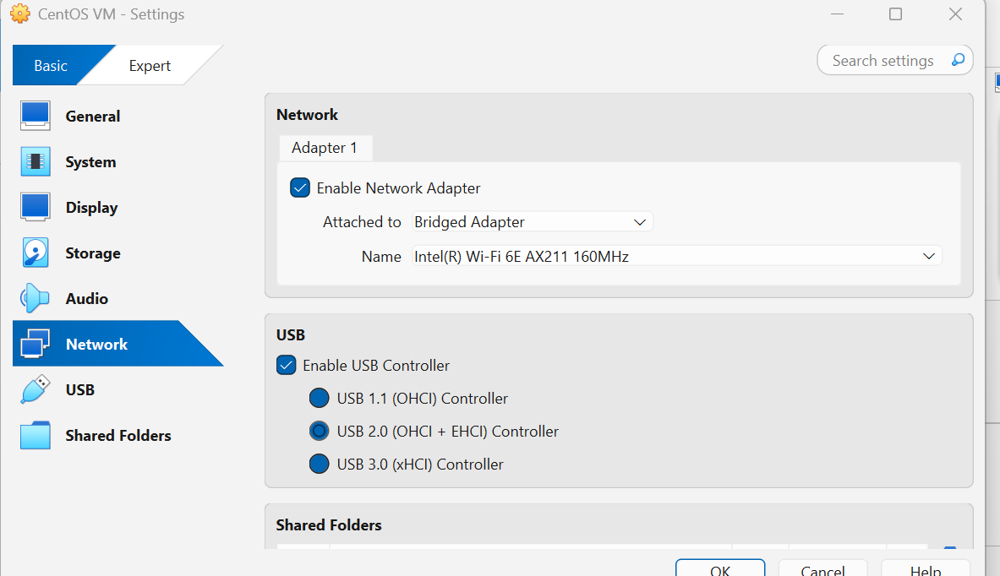 CentOS VM - Settings
Basic
Expert
Search settings
General
System
Display
Storage
Audio
Network
USB
Shared Folders
Network
Adapter 1
Enable Network Adapter
Attached to Bridged Adapter
Name Intel(R) Wi-Fi 6E AX211 160MHz
USB
Enable USB Controller
USB 1.1 (OHCI) Controller
USB 2.0 (OHCI + EHCI) Controller
USB 3.0 (xHCI) Controller
Shared Folders
OK
Cancel
Help